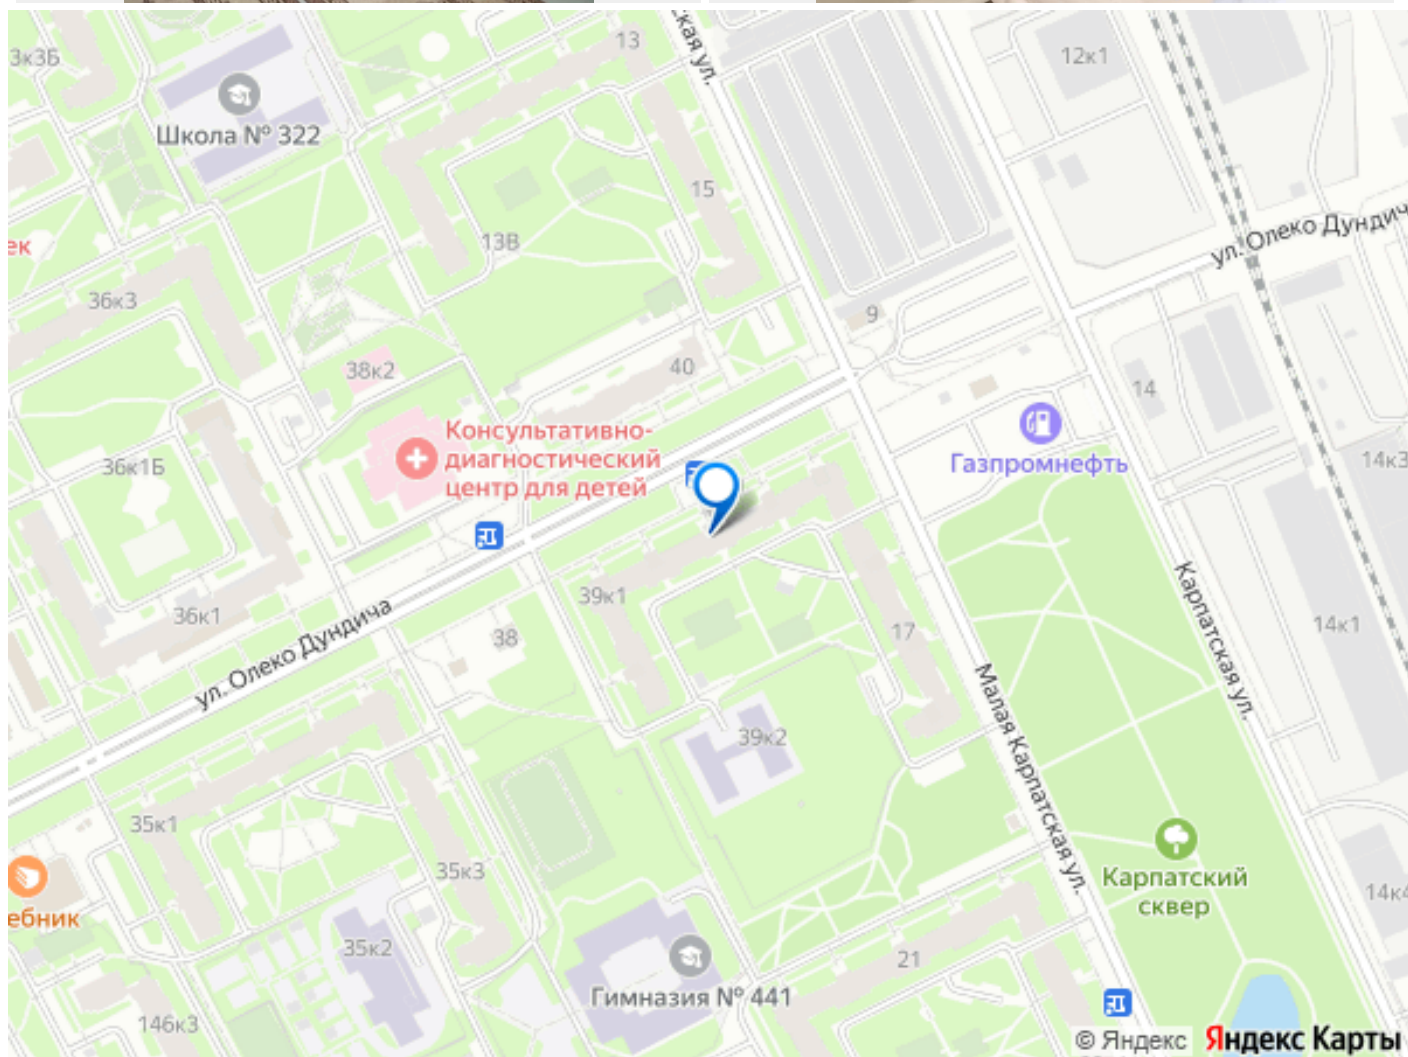 13
ская ул.
12к1
3к3Б
Школа № 322
15
13В
ек
ул. Олеко Дундич
36к3
9
38к2
40
14
Консультативно-
диагностический
центр для детей
Газпромнефть
36к1Б
14к3
39к1
36к1
38
17
ул. Олеко Дундича
Карпатская ул.
14к1
39к2
Малая Карпатская ул.
35к1
35к3
Карпатский
сквер
14к4
ебник
35к2
21
Гимназия № 441
146к3
© Яндекс
Яндекс Карты